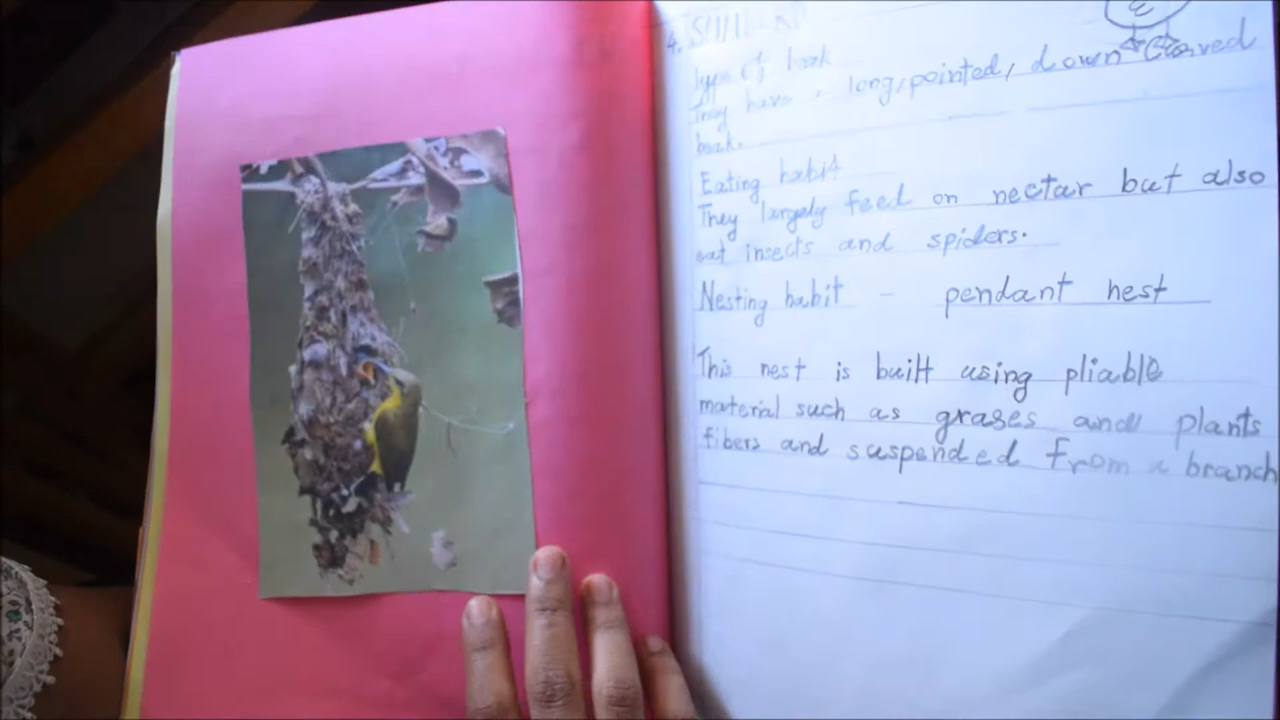 4. SUNBIRD
Type of beak
They have, long, pointed, down Curved
beak.
Eating habit
They largely feed on nectar but also
eat insects and spiders.
Nesting habit - pendant nest
This nest is built using pliable
material such as grases and plants
fibers and suspended from a branch